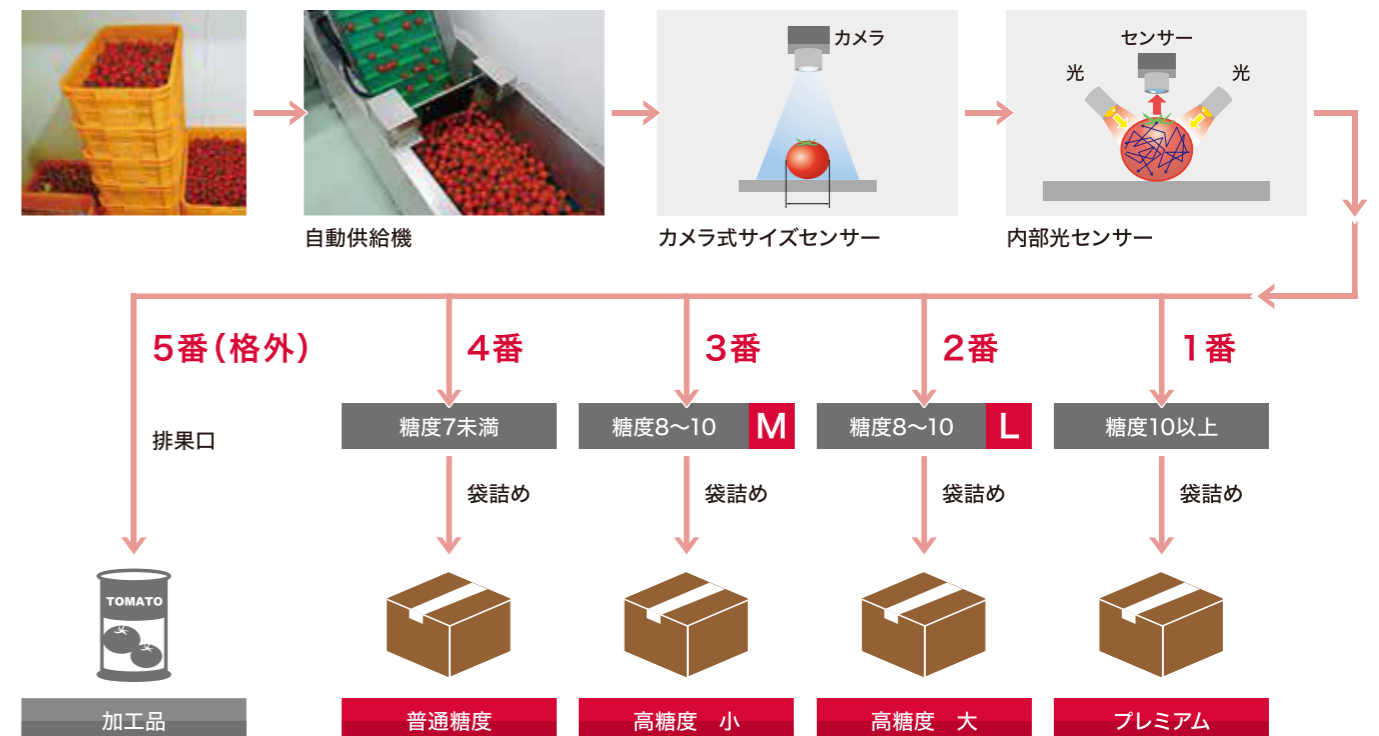 カメラ
センサー
光
光
自動供給機
カメラ式サイズセンサー
内部光センサー
5番（格外）
4番
3番
2番
1番
排果口
糖度7未満
糖度8〜10 M
糖度8〜10 L
糖度10以上
袋詰め
袋詰め
袋詰め
袋詰め
TOMATO
加工品
普通糖度
高糖度　小
高糖度　大
プレミアム